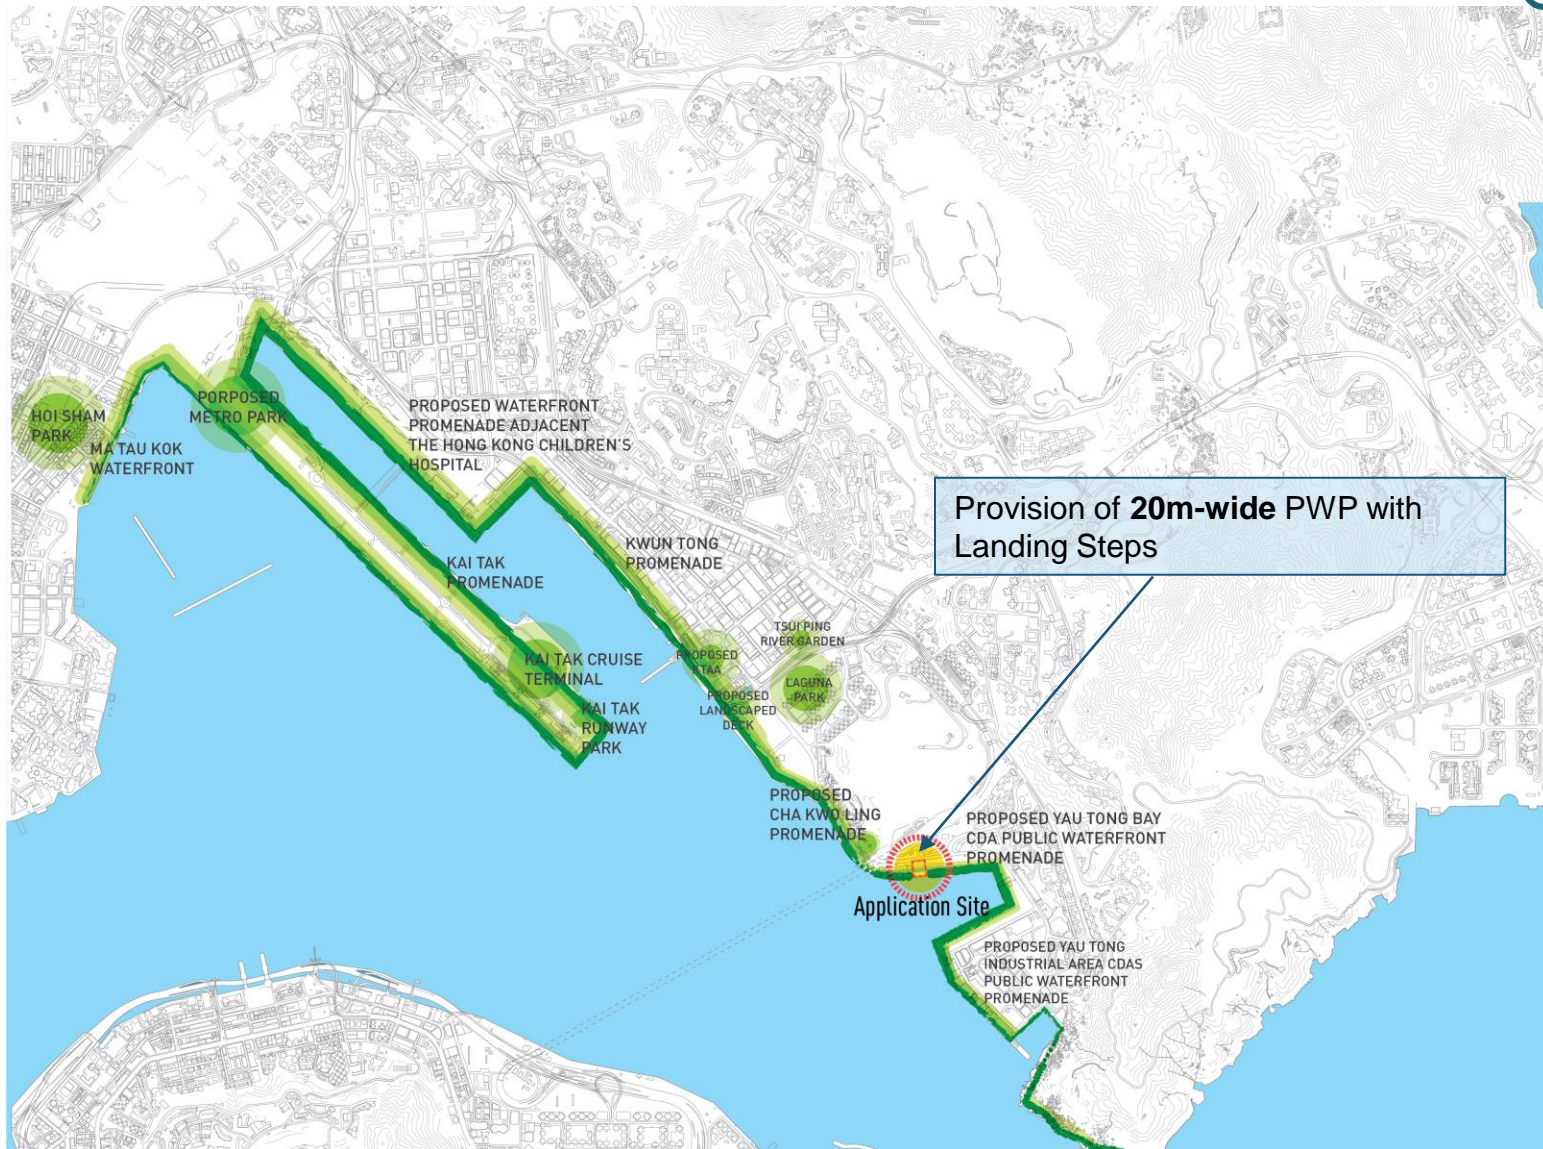 HOI SHAM
PARK
MA TAU KOK
WATERFRONT
PORPOSED
METRO PARK
PROPOSED WATERFRONT
PROMENADE ADJACENT
THE HONG KONG CHILDREN'S
HOSPITAL
KAI TAK
PROMENADE
KWUN TONG
PROMENADE
Provision of 20m-wide PWP with
Landing Steps
KAI TAK CRUISE
TERMINAL
KAI TAK
RUNWAY
PARK
PROPOSED
KTAA
TSUI PING
RIVER GARDEN
LAGUNA
PARK
PROPOSED
LANDSCAPED
DECK
PROPOSED
CHA KWO LING
PROMENADE
PROPOSED YAU TONG BAY
CDA PUBLIC WATERFRONT
PROMENADE
Application Site
PROPOSED YAU TONG
INDUSTRIAL AREA CDAS
PUBLIC WATERFRONT
PROMENADE